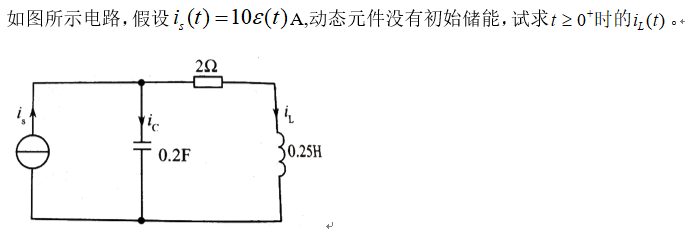 如图所示电路,假设i_s(t)=10ε(t)A,动态元件没有初始储能,试求t≥0⁺时的i_L(t)。
2Ω
i_s
i_C
i_L
0.2F
0.25H